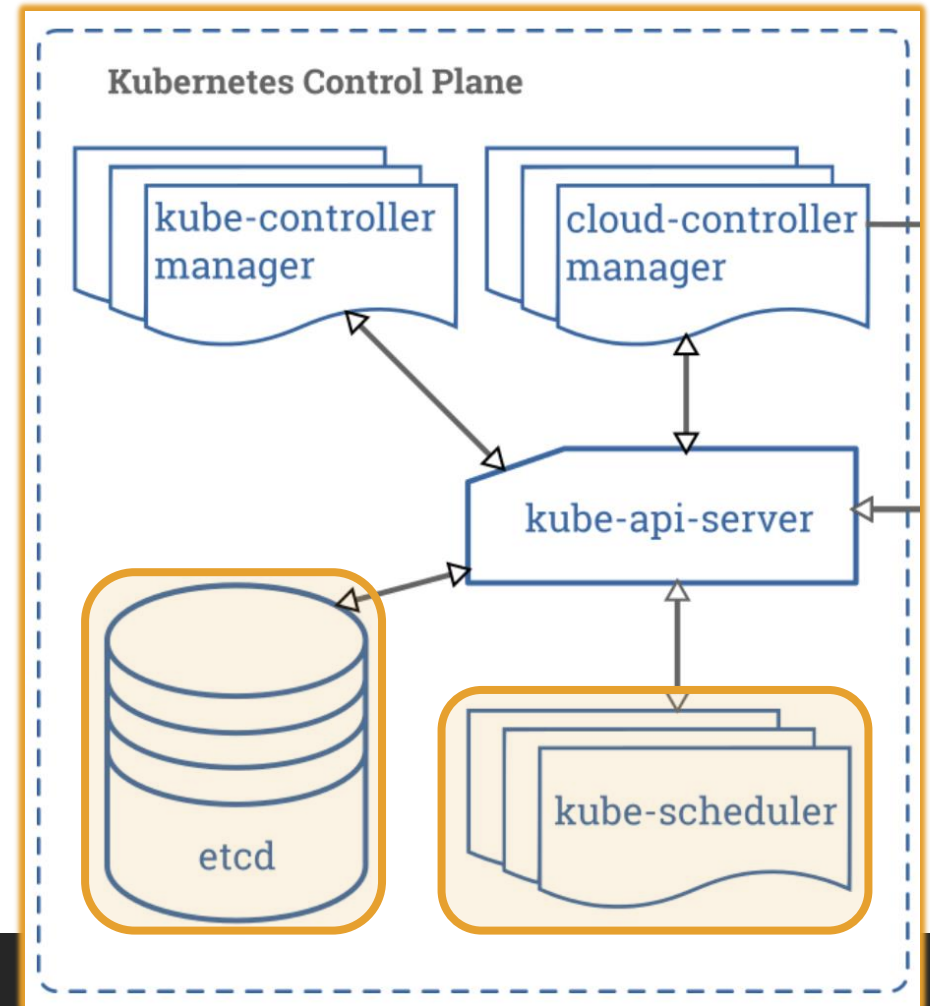 Kubernetes Control Plane
kube-controller
manager
cloud-controller
manager
kube-api-server
etcd
kube-scheduler